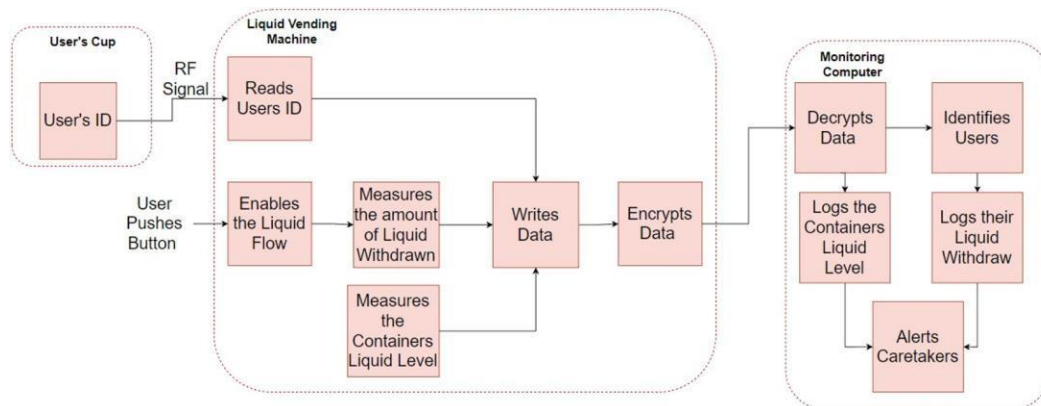 User's Cup
User's ID
RF
Signal
Liquid Vending
Machine
Reads
Users ID
User
Pushes
Button
Enables
the Liquid
Flow
Measures
the amount
of Liquid
Withdrawn
Measures
the
Containers
Liquid Level
Writes
Data
Encrypts
Data
Monitoring
Computer
Decrypts
Data
Identifies
Users
Logs the
Containers
Liquid
Level
Logs their
Liquid
Withdraw
Alerts
Caretakers